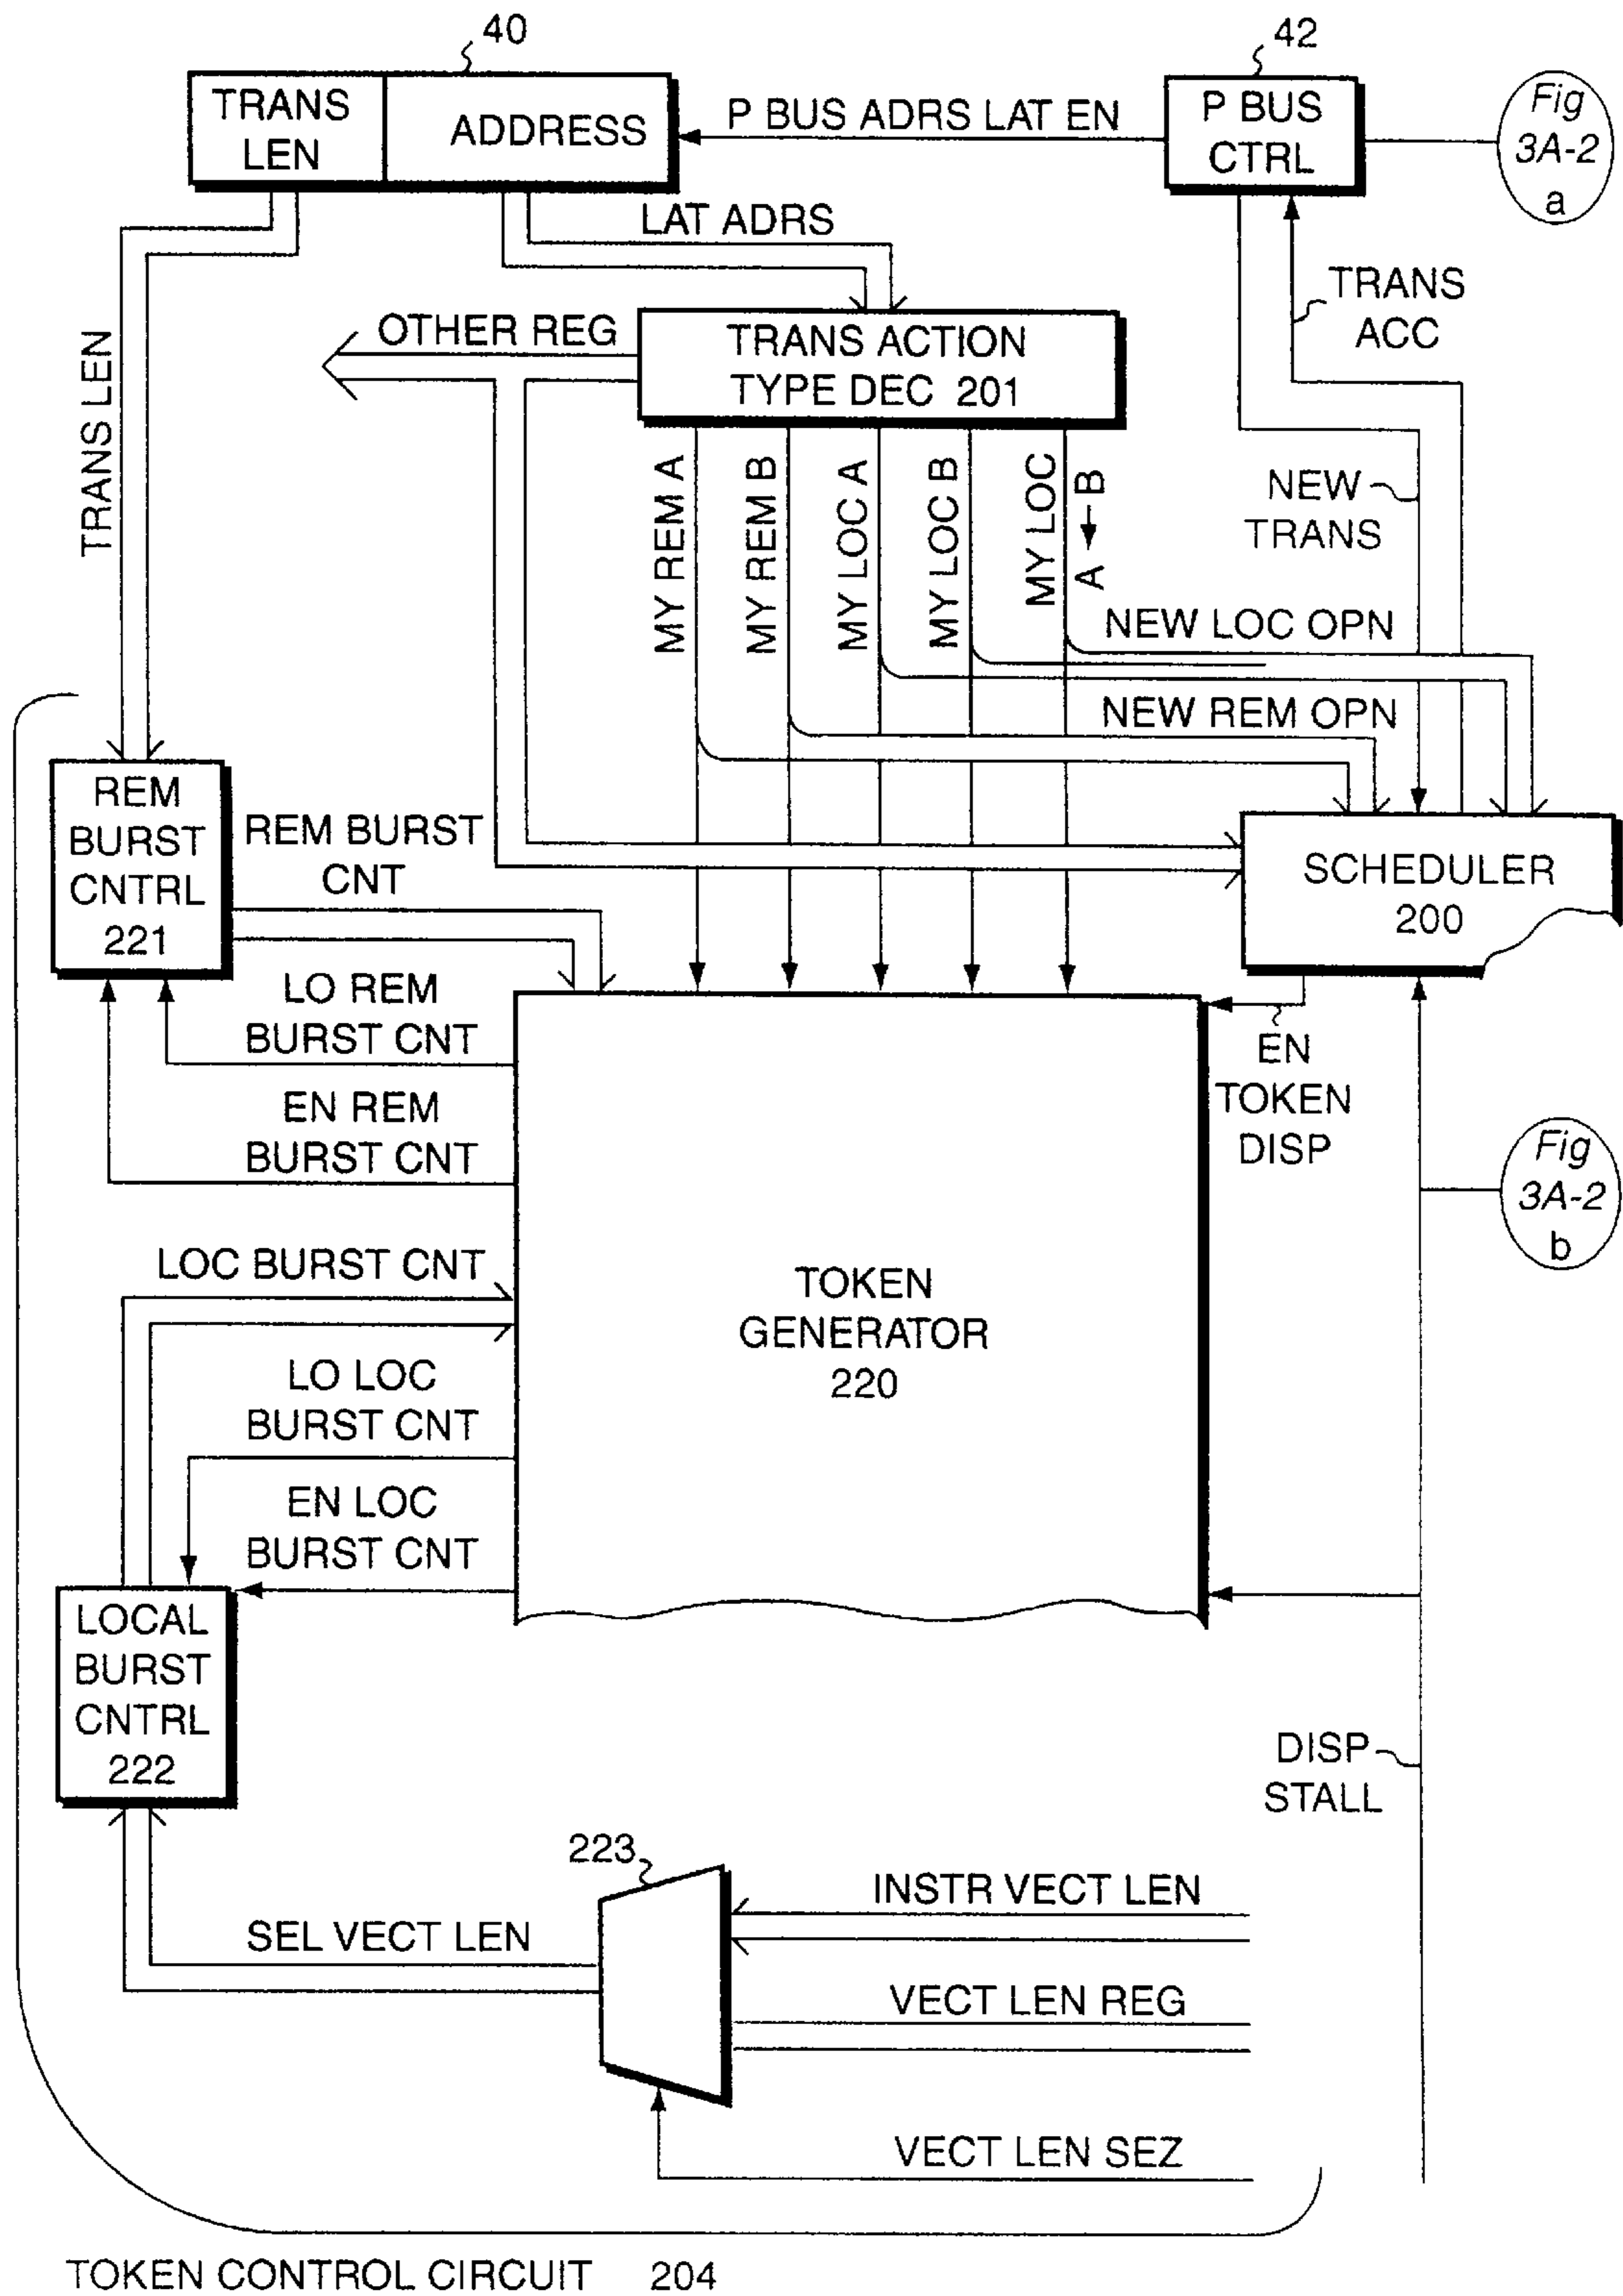 40
42
TRANS
LEN
ADDRESS
P BUS ADRS LAT EN
P BUS
CTRL
Fig
3A-2
a
LAT ADRS
TRANS
ACC
OTHER REG
TRANS ACTION
TYPE DEC 201
TRANS LEN
MY REM A
MY REM B
MY LOC A
MY LOC B
MY LOC
A → B
NEW
TRANS
NEW LOC OPN
NEW REM OPN
REM
BURST
CNTRL
221
REM BURST
CNT
SCHEDULER
200
LO REM
BURST CNT
EN
TOKEN
DISP
EN REM
BURST CNT
Fig
3A-2
b
LOC BURST CNT
TOKEN
GENERATOR
220
LO LOC
BURST CNT
EN LOC
BURST CNT
LOCAL
BURST
CNTRL
222
DISP
STALL
223
INSTR VECT LEN
SEL VECT LEN
VECT LEN REG
VECT LEN SEZ
TOKEN CONTROL CIRCUIT 204